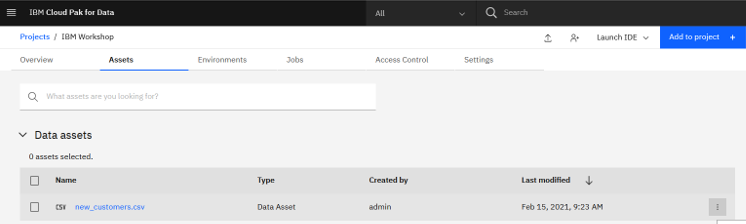 IBM Cloud Pak for Data All Search
Projects / IBM Workshop Launch IDE Add to project +
Overview Assets Environments Jobs Access Control Settings
What assets are you looking for?
Data assets
0 assets selected.
Name Type Created by Last modified
CSV new_customers.csv Data Asset admin Feb 15, 2021, 9:23 AM